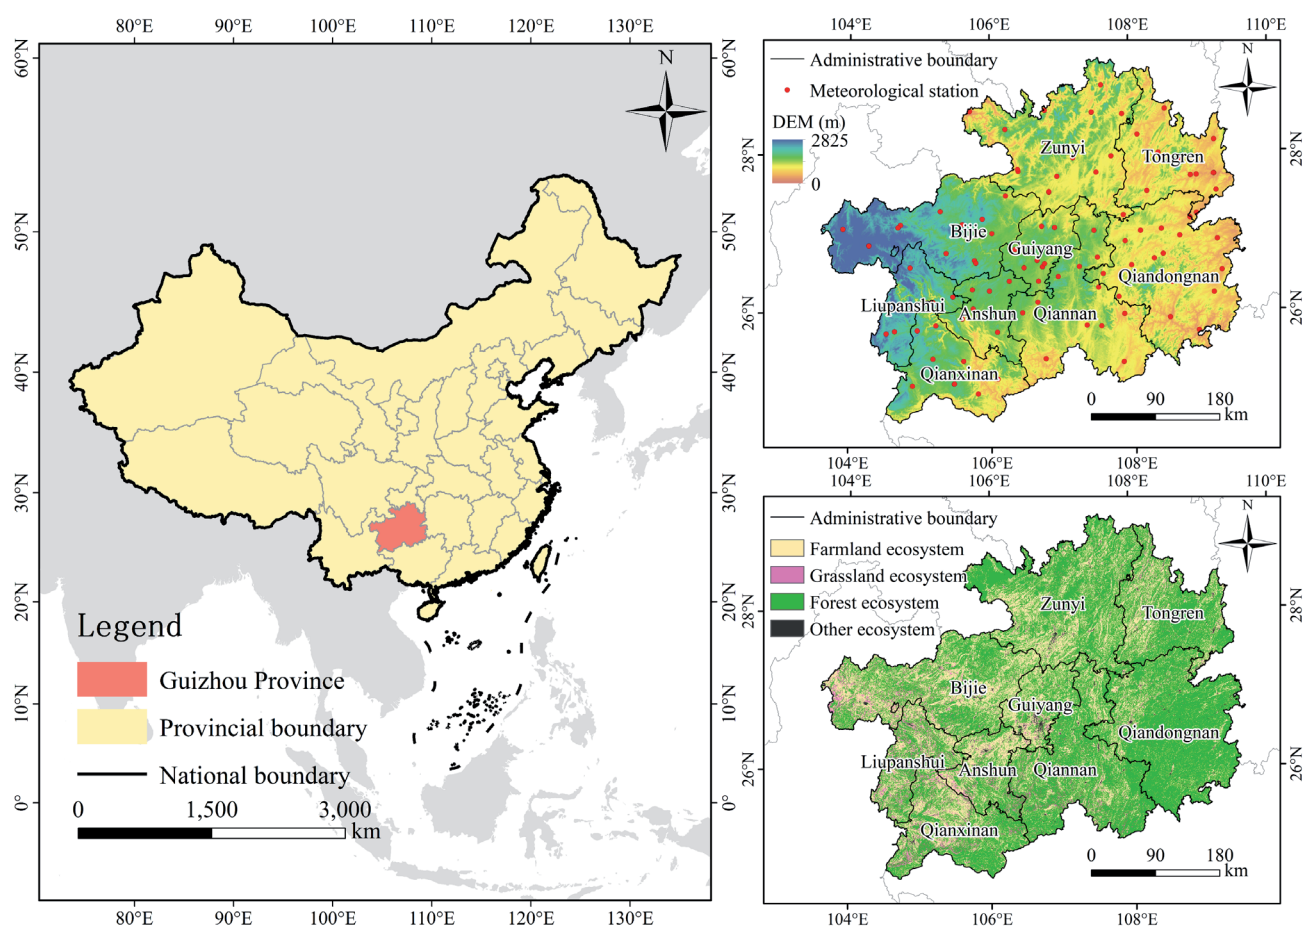 80°E 90°E 100°E 110°E 120°E 130°E
60°N
50°N
40°N
30°N
20°N
10°N
0°
N
60°N
50°N
40°N
30°N
20°N
10°N
0°
Legend
Guizhou Province
Provincial boundary
National boundary
0 1,500 3,000
km
80°E 90°E 100°E 110°E 120°E 130°E
104°E 106°E 108°E 110°E
Administrative boundary
Meteorological station
DEM (m)
2825
0
N
28°N
26°N
28°N
26°N
Zunyi
Tongren
Bijie
Guiyang
Qiandongnan
Liupanshui
Anshun
Qiannan
Qianxinan
0 90 180
km
104°E 106°E 108°E
104°E 106°E 108°E 110°E
Administrative boundary
Farmland ecosystem
Grassland ecosystem
Forest ecosystem
Other ecosystem
N
28°N
26°N
28°N
26°N
Zunyi
Tongren
Bijie
Guiyang
Qiandongnan
Liupanshui
Anshun
Qiannan
Qianxinan
0 90 180
km
104°E 106°E 108°E